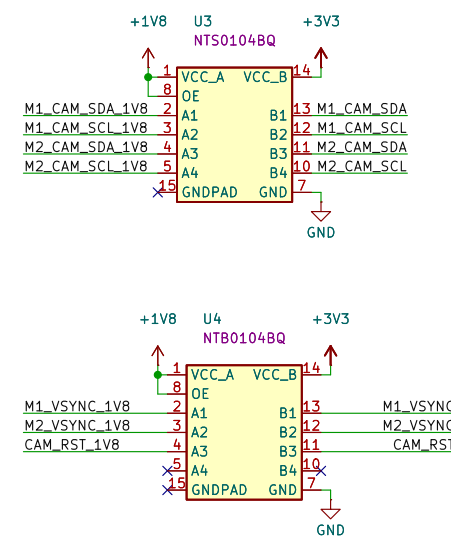 +1V8 U3 +3V3
NTS0104BQ
1 VCC_A VCC_B 14
8 OE
M1_CAM_SDA_1V8 2 A1 B1 13 M1_CAM_SDA
M1_CAM_SCL_1V8 3 A2 B2 12 M1_CAM_SCL
M2_CAM_SDA_1V8 4 A3 B3 11 M2_CAM_SDA
M2_CAM_SCL_1V8 5 A4 B4 10 M2_CAM_SCL
15 GNDPAD GND 7
GND
+1V8 U4 +3V3
NTB0104BQ
1 VCC_A VCC_B 14
8 OE
M1_VSYNC_1V8 2 A1 B1 13 M1_VSYNC
M2_VSYNC_1V8 3 A2 B2 12 M2_VSYNC
CAM_RST_1V8 4 A3 B3 11 CAM_RST
5 A4 B4 10
15 GNDPAD GND 7
GND